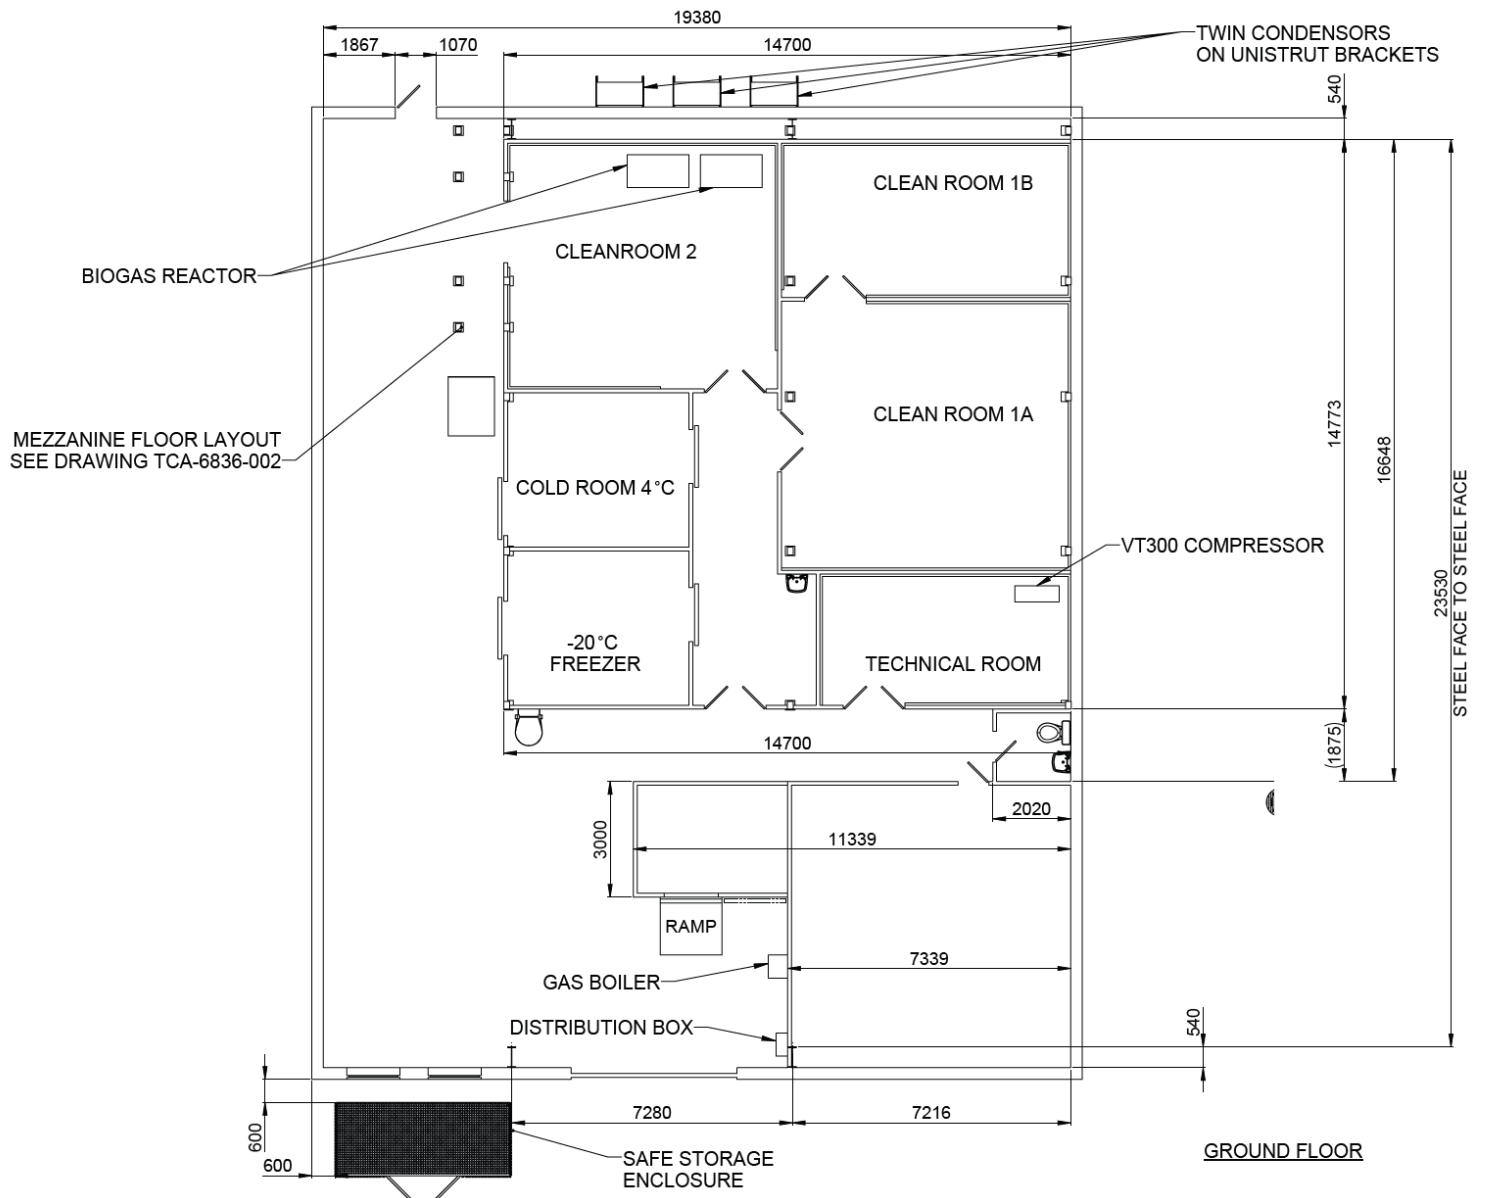 19380
1867
1070
14700
TWIN CONDENSORS
ON UNISTRUT BRACKETS
540
CLEAN ROOM 1B
CLEANROOM 2
BIOGAS REACTOR
CLEAN ROOM 1A
MEZZANINE FLOOR LAYOUT
SEE DRAWING TCA-6836-002
14773
16648
COLD ROOM 4°C
VT300 COMPRESSOR
23530
STEEL FACE TO STEEL FACE
-20°C
FREEZER
TECHNICAL ROOM
14700
(1875)
2020
3000
11339
RAMP
7339
GAS BOILER
DISTRIBUTION BOX
540
7280
7216
600
600
SAFE STORAGE
ENCLOSURE
GROUND FLOOR